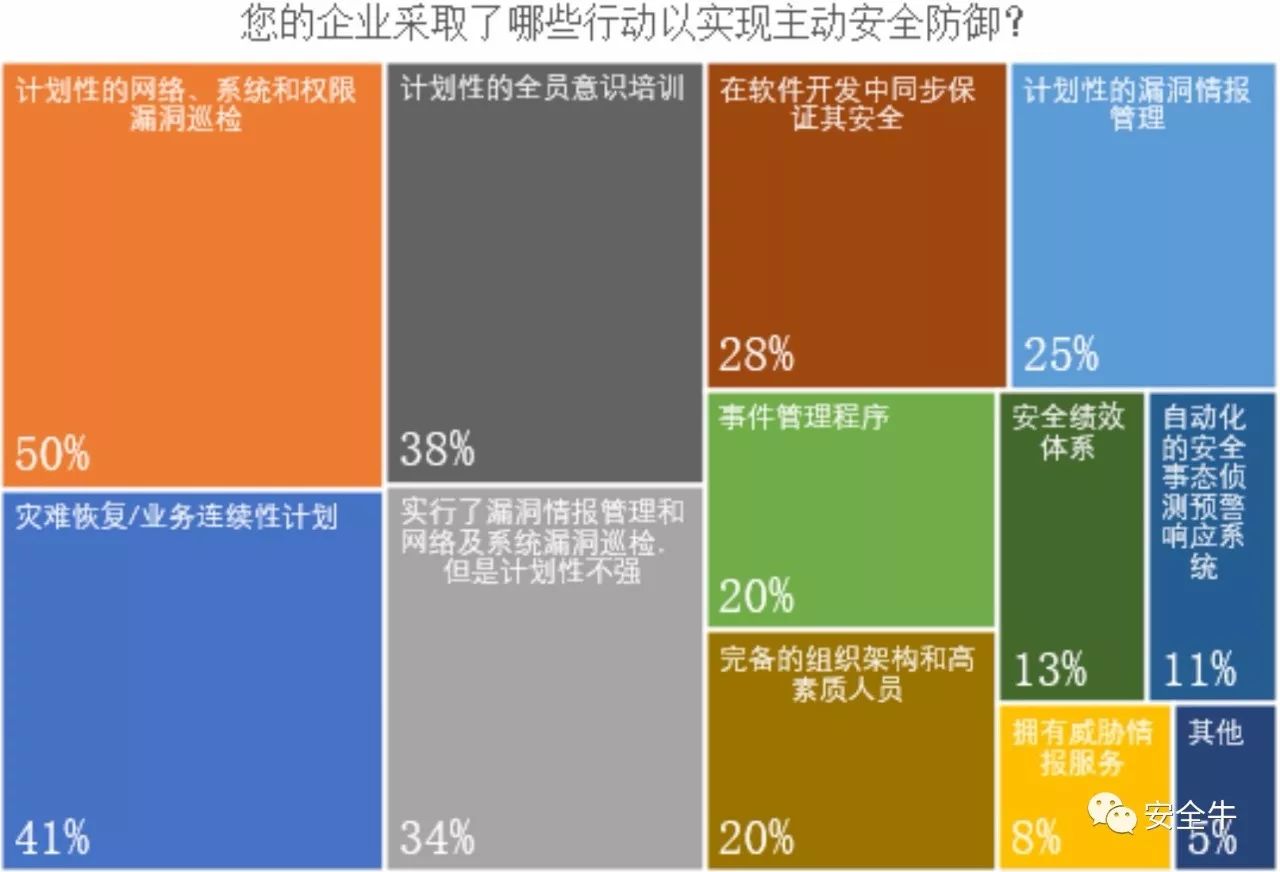 您的企业采取了哪些行动以实现主动安全防御？
计划性的网络、系统和权限
漏洞巡检
50%
计划性的全员意识培训
38%
在软件开发中同步保
证其安全
28%
计划性的漏洞情报
管理
25%
灾难恢复/业务连续性计划
41%
实行了漏洞情报管理和
网络及系统漏洞巡检.
但是计划性不强
34%
事件管理程序
20%
安全绩效
体系
13%
自动化
的安全
事态侦
测预警
响应系
统
11%
完备的组织架构和高
素质人员
20%
拥有威胁情
报服务
8%
其他
5%
安全牛